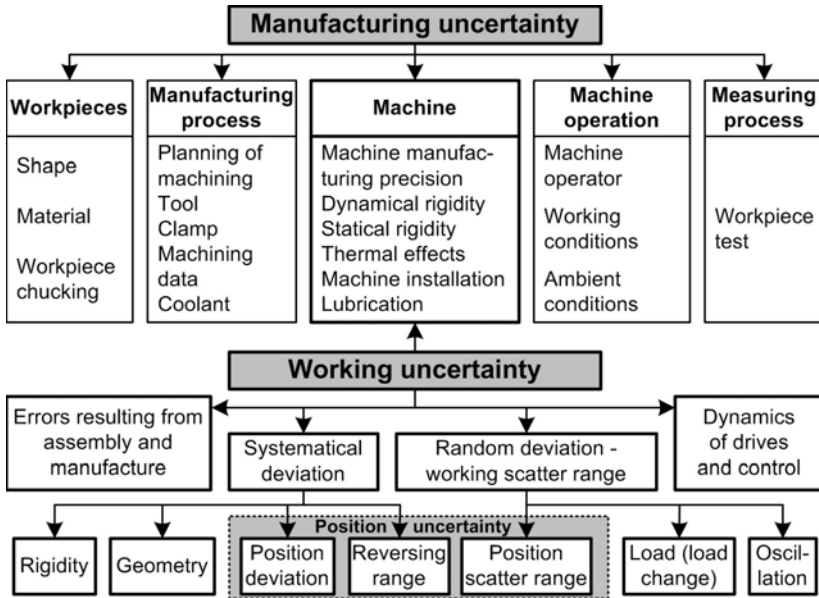 Manufacturing uncertainty
Workpieces
Shape
Material
Workpiece
chucking
Manufacturing
process
Planning of
machining
Tool
Clamp
Machining
data
Coolant
Machine
Machine manufac-
turing precision
Dynamical rigidity
Statical rigidity
Thermal effects
Machine installation
Lubrication
Machine
operation
Machine
operator
Working
conditions
Ambient
conditions
Measuring
process
Workpiece
test
Working uncertainty
Errors resulting from
assembly and
manufacture
Systematical
deviation
Random deviation -
working scatter range
Dynamics
of drives
and control
Rigidity
Geometry
Position uncertainty
Position
deviation
Reversing
range
Position
scatter range
Load (load
change)
Oscil-
lation